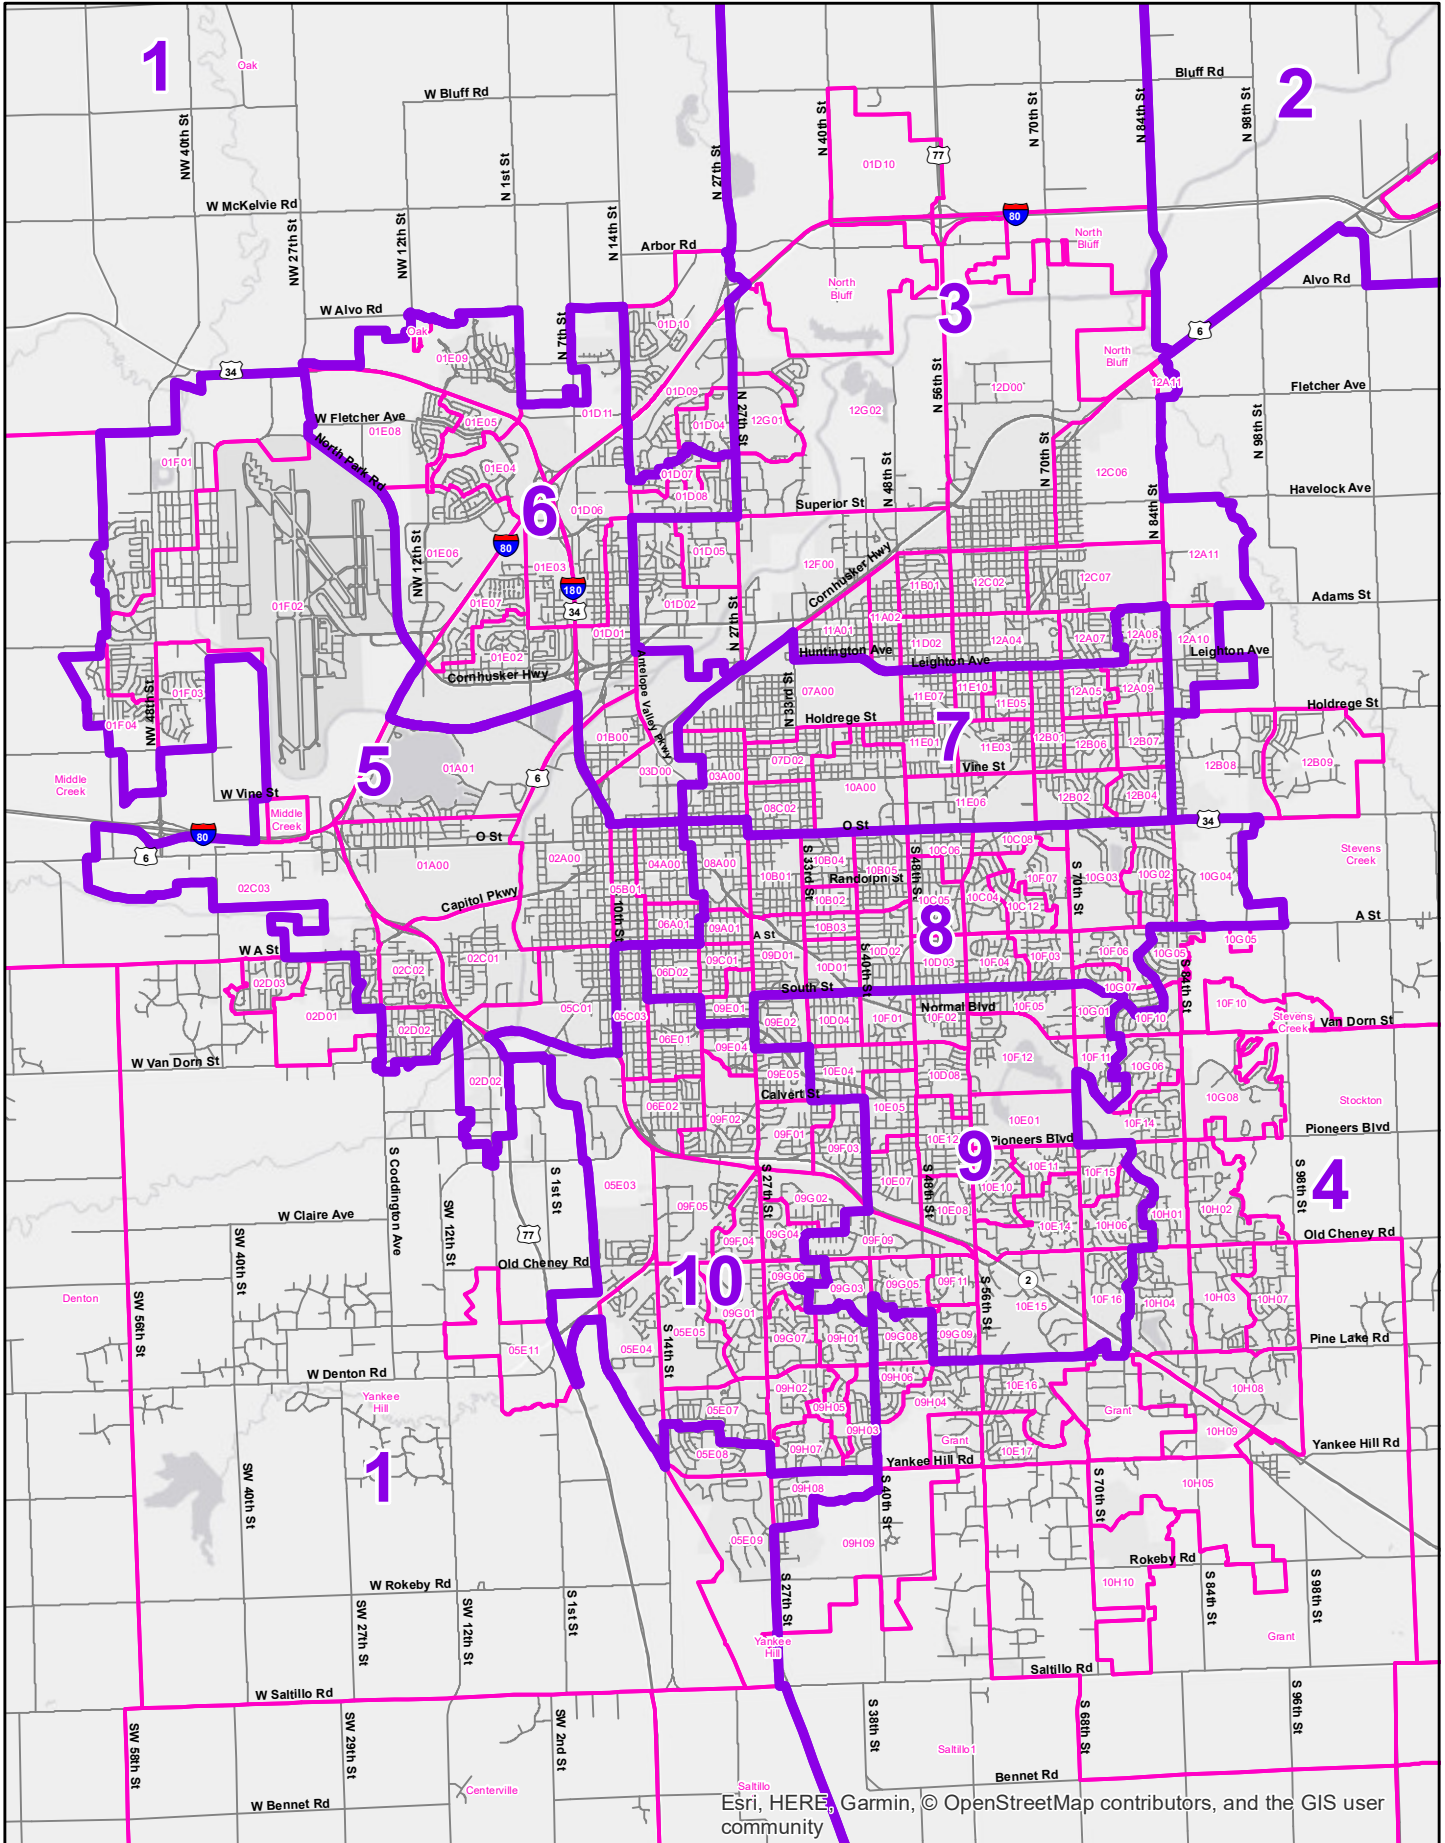 1
Oak
W Bluff Rd
Bluff Rd
2
NW 40th St
N 1st St
N 27th St
N 40th St
77
N 70th St
N 84th St
N 98th St
01D10
W McKelvie Rd
NW 27th St
NW 12th St
N 14th St
Arbor Rd
80
North
Bluff
North
Bluff
3
Alvo Rd
W Alvo Rd
Oak
N 7th St
01D10
6
01E09
34
North
Bluff
N 56th St
12D00
12A11
Fletcher Ave
W Fletcher Ave
01E08
01E05
01D11
01D09
01D04
N 27th St
12G01
12G02
North Park Rd
01F01
01E04
01D07
01D08
N 48th St
N 70th St
12C06
N 98th St
Havelock Ave
6
01D06
Superior St
N 84th St
80
01E06
NW 12th St
01E03
01D05
12F00
Cornhusker Hwy
12A11
180
34
01F02
01E07
01D02
01D01
N 27th St
11B01
12C02
12C07
Adams St
11A02
11A01
11D02
12A04
12A07
12A08
12A10
01E02
Cornhusker Hwy
Antelope Valley Pkwy
Huntington Ave
Leighton Ave
Leighton Ave
01F03
01F04
NW 48th St
N 33rd St
07A00
11E07
11E10
11E05
12A05
12A09
Holdrege St
Holdrege St
01B00
7
11E01
11E03
12B01
12B06
12B07
5
01A01
6
03D00
03A00
07D02
Vine St
12B08
12B09
Middle
Creek
W Vine St
Middle
Creek
10A00
08C02
11E06
12B02
12B04
80
6
O St
O St
34
01A00
02A00
04A00
08A00
10B04
10B05
10C06
10C08
Stevens
Creek
02C03
Capitol Pkwy
05B01
10B01
S 33rd St
Randolph St
S 48th St
10F07
S 70th St
10G03
10G02
10G04
10B02
10C05
10C04
10C12
10th St
06A01
09A01
A St
10B03
8
A St
W A St
02C01
02C02
02D03
09D01
S 40th St
10D02
10D03
10F04
10F03
10F06
10G05
10G05
06D02
09C01
10D01
10G07
S 84th St
South St
02D01
02D02
05C01
05C03
09E01
09E02
10D04
10F01
Normal Blvd
10F02
10F05
10G01
10F10
10F10
Stevens
Creek
Van Dorn St
W Van Dorn St
06E01
09E04
10F12
10F11
10G06
02D02
09E05
10E04
10D08
Calvert St
06E02
10E05
10G08
Stockton
09F02
09F01
10E01
10F14
Pioneers Blvd
Pioneers Blvd
09F03
10E12
9
S Coddington Ave
S 1st St
05E03
S 27th St
10E07
S 48th St
10E10
10E11
10F15
S 98th St
4
SW 12th St
W Claire Ave
09F05
09G02
10E08
10E14
10H06
10H01
10H02
SW 40th St
77
09F04
09G04
09F09
Old Cheney Rd
Old Cheney Rd
10
Denton
SW 56th St
09G06
09G03
09G05
09F11
S 56th St
2
10E15
10F16
10H04
10H03
10H07
09G01
05E05
05E04
S 14th St
05E11
09G07
09H01
09G08
09G09
Pine Lake Rd
W Denton Rd
Yankee
Hill
09H02
09H06
09H04
10E16
10H08
05E07
09H05
Grant
09H03
Grant
10H09
1
05E08
09H07
10E17
Yankee Hill Rd
Yankee Hill Rd
SW 40th St
09H08
S 40th St
S 70th St
10H05
05E09
09H09
Rokeby Rd
W Rokeby Rd
10H10
SW 27th St
SW 12th St
S 1st St
S 27th St
S 84th St
S 98th St
Yankee
Hill
Grant
Saltillo Rd
W Saltillo Rd
SW 58th St
SW 29th St
SW 2nd St
S 38th St
S 68th St
S 96th St
Saltillo1
Centerville
Saltillo
Bennet Rd
W Bennet Rd
Esri, HERE, Garmin, © OpenStreetMap contributors, and the GIS user
community